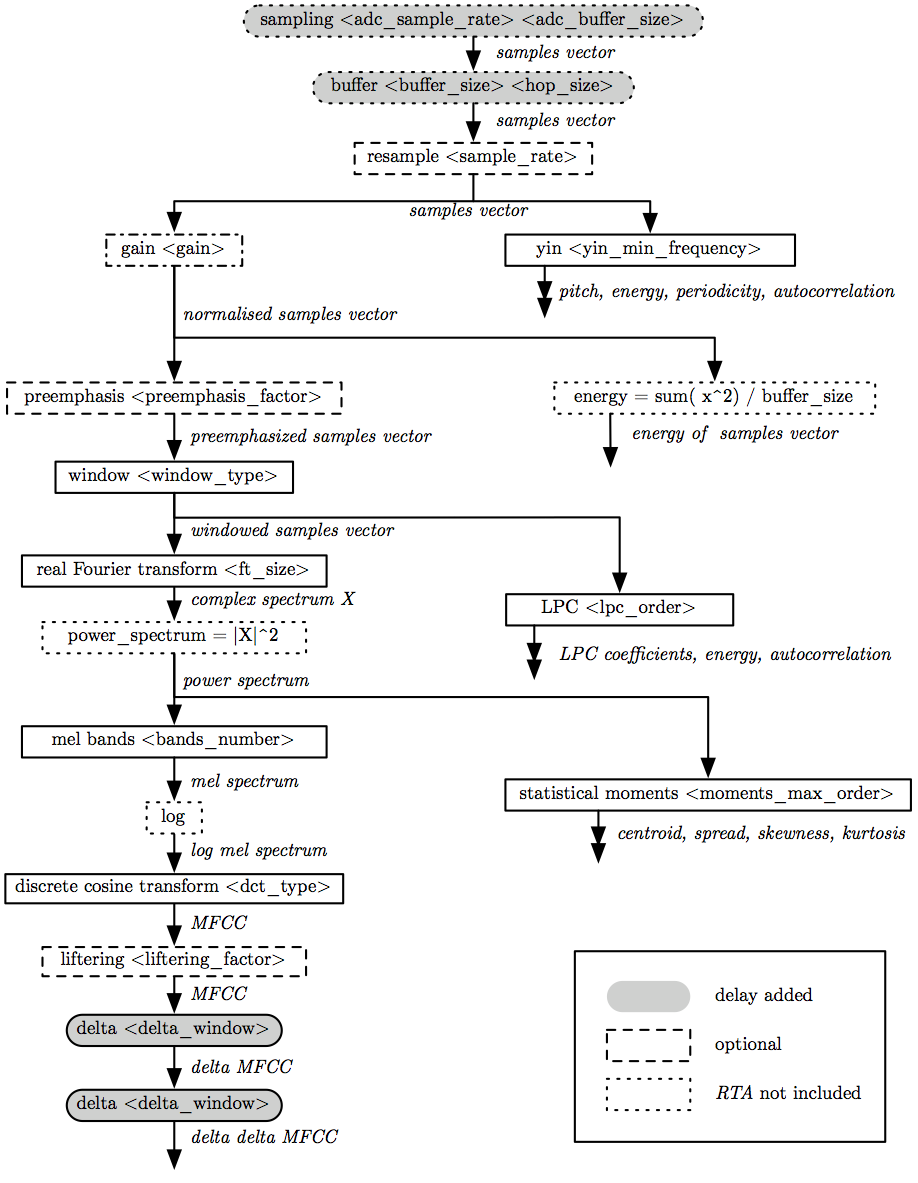 sampling <adc_sample_rate> <adc_buffer_size>
samples vector
buffer <buffer_size> <hop_size>
samples vector
resample <sample_rate>
samples vector
gain <gain>
yin <yin_min_frequency>
pitch, energy, periodicity, autocorrelation
normalised samples vector
preemphasis <preemphasis_factor>
energy = sum( x^2) / buffer_size
preemphasized samples vector
energy of samples vector
window <window_type>
windowed samples vector
real Fourier transform <ft_size>
complex spectrum X
LPC <lpc_order>
power_spectrum = |X|^2
LPC coefficients, energy, autocorrelation
power spectrum
mel bands <bands_number>
mel spectrum
statistical moments <moments_max_order>
log
centroid, spread, skewness, kurtosis
log mel spectrum
discrete cosine transform <dct_type>
MFCC
liftering <liftering_factor>
MFCC
delta <delta_window>
delta MFCC
delta <delta_window>
delta delta MFCC
delay added
optional
RTA not included